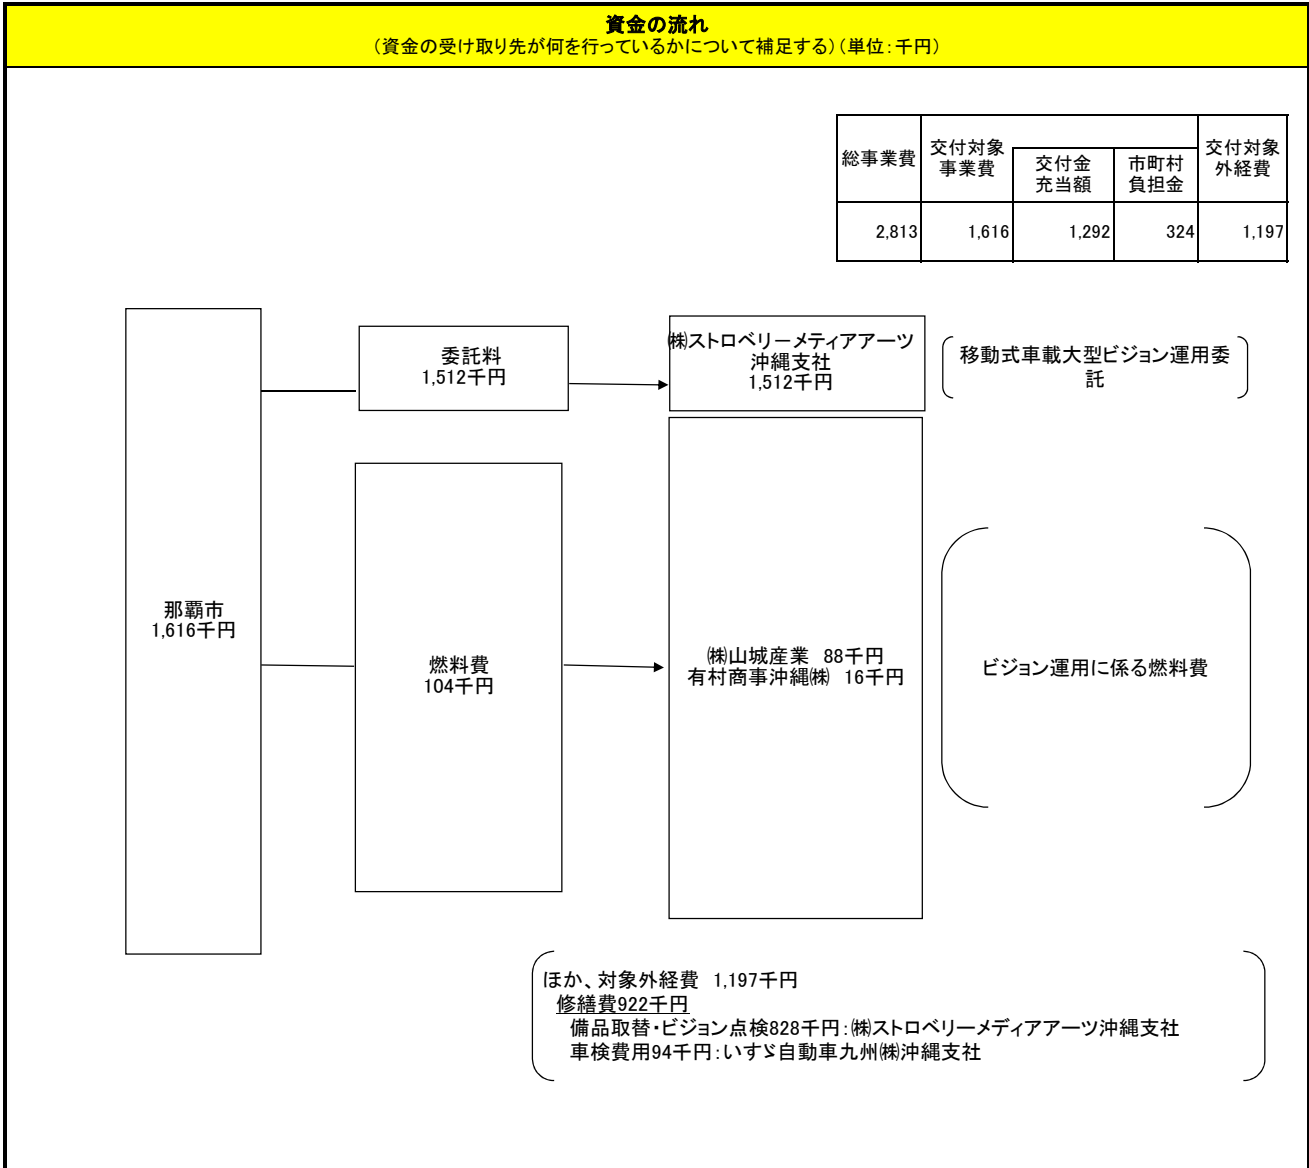 資金の流れ
（資金の受け取り先が何を行っているかについて補足する）（単位：千円）
総事業費
交付対象
事業費
交付金
充当額
市町村
負担金
交付対象
外経費
2,813 1,616 1,292 324 1,197
那覇市
1,616千円
委託料
1,512千円
㈱ストロベリーメティアアーツ
沖縄支社
1,512千円
移動式車載大型ビジョン運用委
託
燃料費
104千円
㈱山城産業 88千円
有村商事沖縄㈱ 16千円
ビジョン運用に係る燃料費
ほか、対象外経費 1,197千円
修繕費922千円
備品取替・ビジョン点検828千円：㈱ストロベリーメディアアーツ沖縄支社
車検費用94千円：いすゞ自動車九州㈱沖縄支社